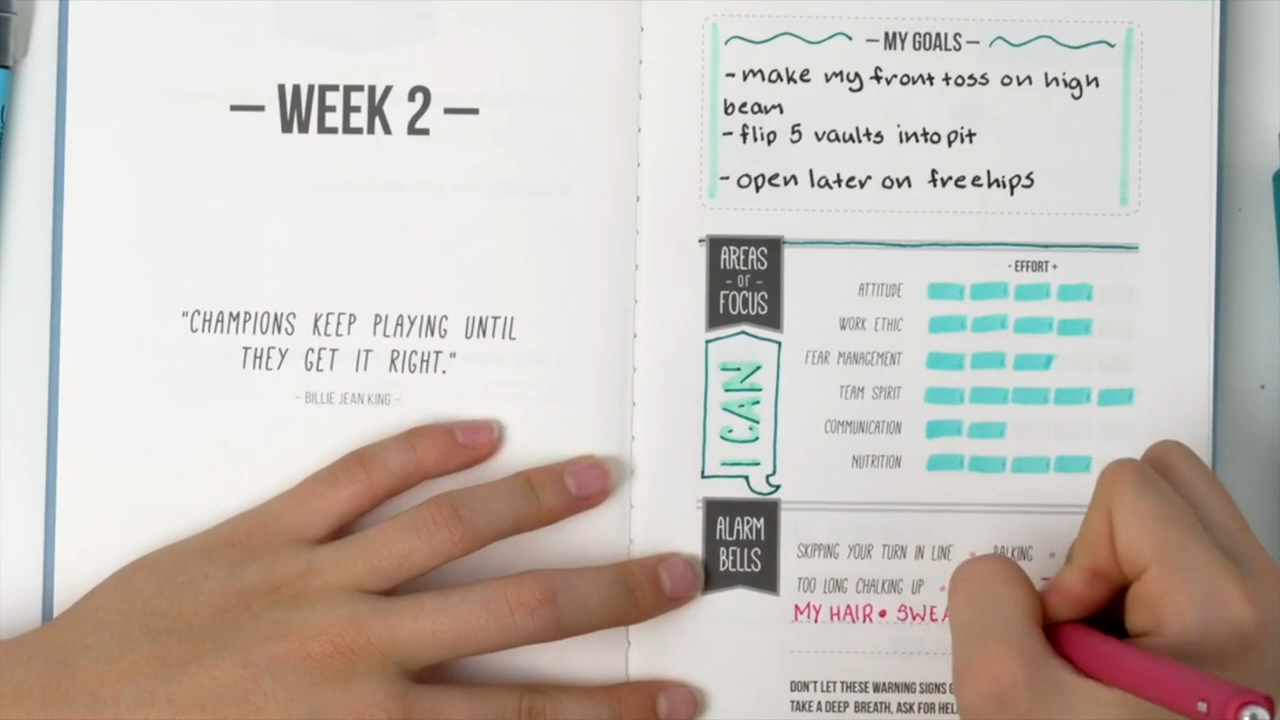 — WEEK 2 —
"CHAMPIONS KEEP PLAYING UNTIL
THEY GET IT RIGHT."
– BILLIE JEAN KING –
— MY GOALS —
- make my front toss on high
beam
- flip 5 vaults into pit
- open later on freehips
AREAS
– OF –
FOCUS
- EFFORT +
ATTITUDE
WORK ETHIC
FEAR MANAGEMENT
TEAM SPIRIT
COMMUNICATION
NUTRITION
I CAN
ALARM
BELLS
SKIPPING YOUR TURN IN LINE • BALKING •
TOO LONG CHALKING UP •
MY HAIR • SWEA
DON'T LET THESE WARNING SIGNS
TAKE A DEEP BREATH, ASK FOR